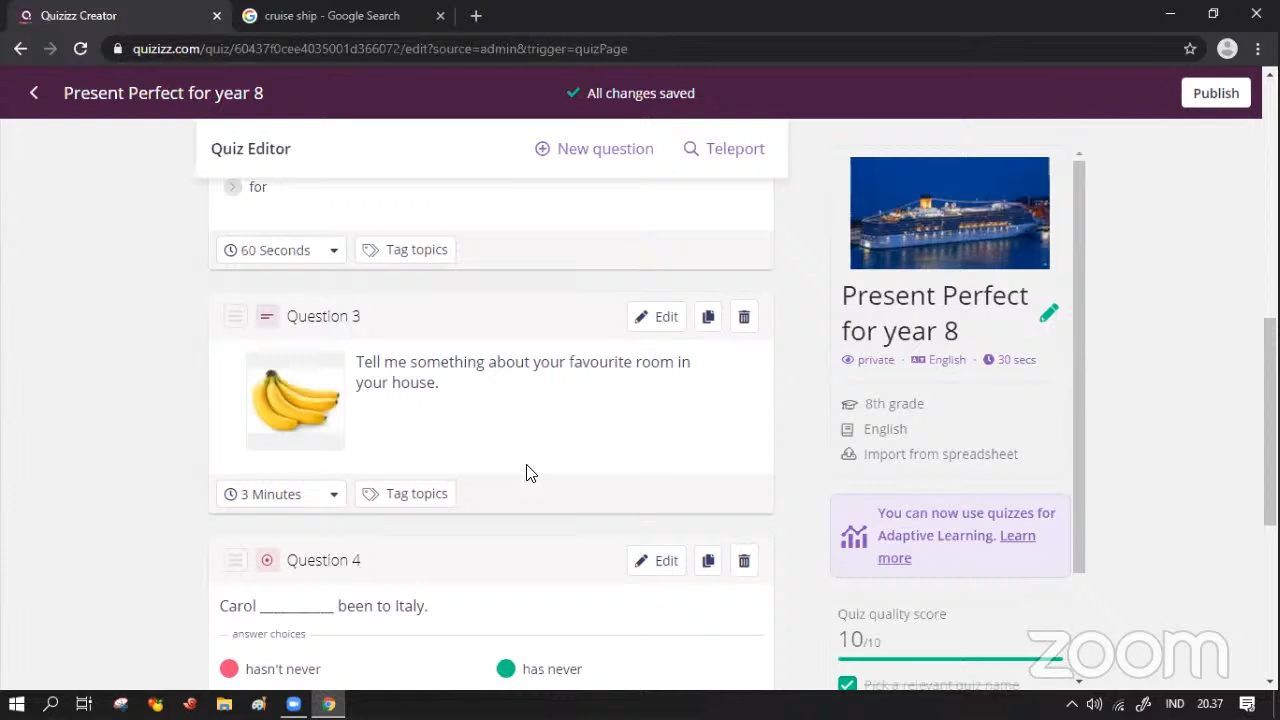 Quizizz Creator
cruise ship - Google Search
quizizz.com/quiz/60437f0cee4035001d366072/edit?source=admin&trigger=quizPage
Present Perfect for year 8
All changes saved
Publish
Quiz Editor
New question
Teleport
for
60 Seconds
Tag topics
Question 3
Edit
Tell me something about your favourite room in
your house.
3 Minutes
Tag topics
Question 4
Edit
Carol ___________ been to Italy.
answer choices
hasn't never
has never
Present Perfect
for year 8
private · English · 30 secs
8th grade
English
Import from spreadsheet
You can now use quizzes for
Adaptive Learning. Learn
more
Quiz quality score
10/10
Pick a relevant quiz name
zoom
IND
20.37